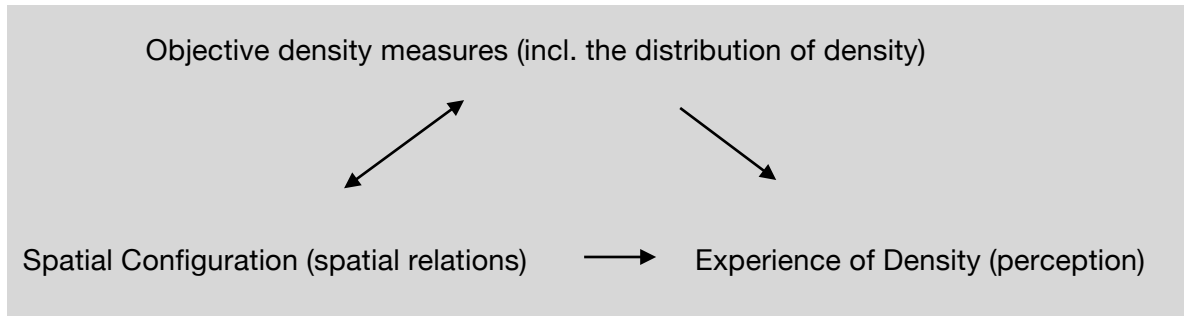 Objective density measures (incl. the distribution of density)
Spatial Configuration (spatial relations)
Experience of Density (perception)